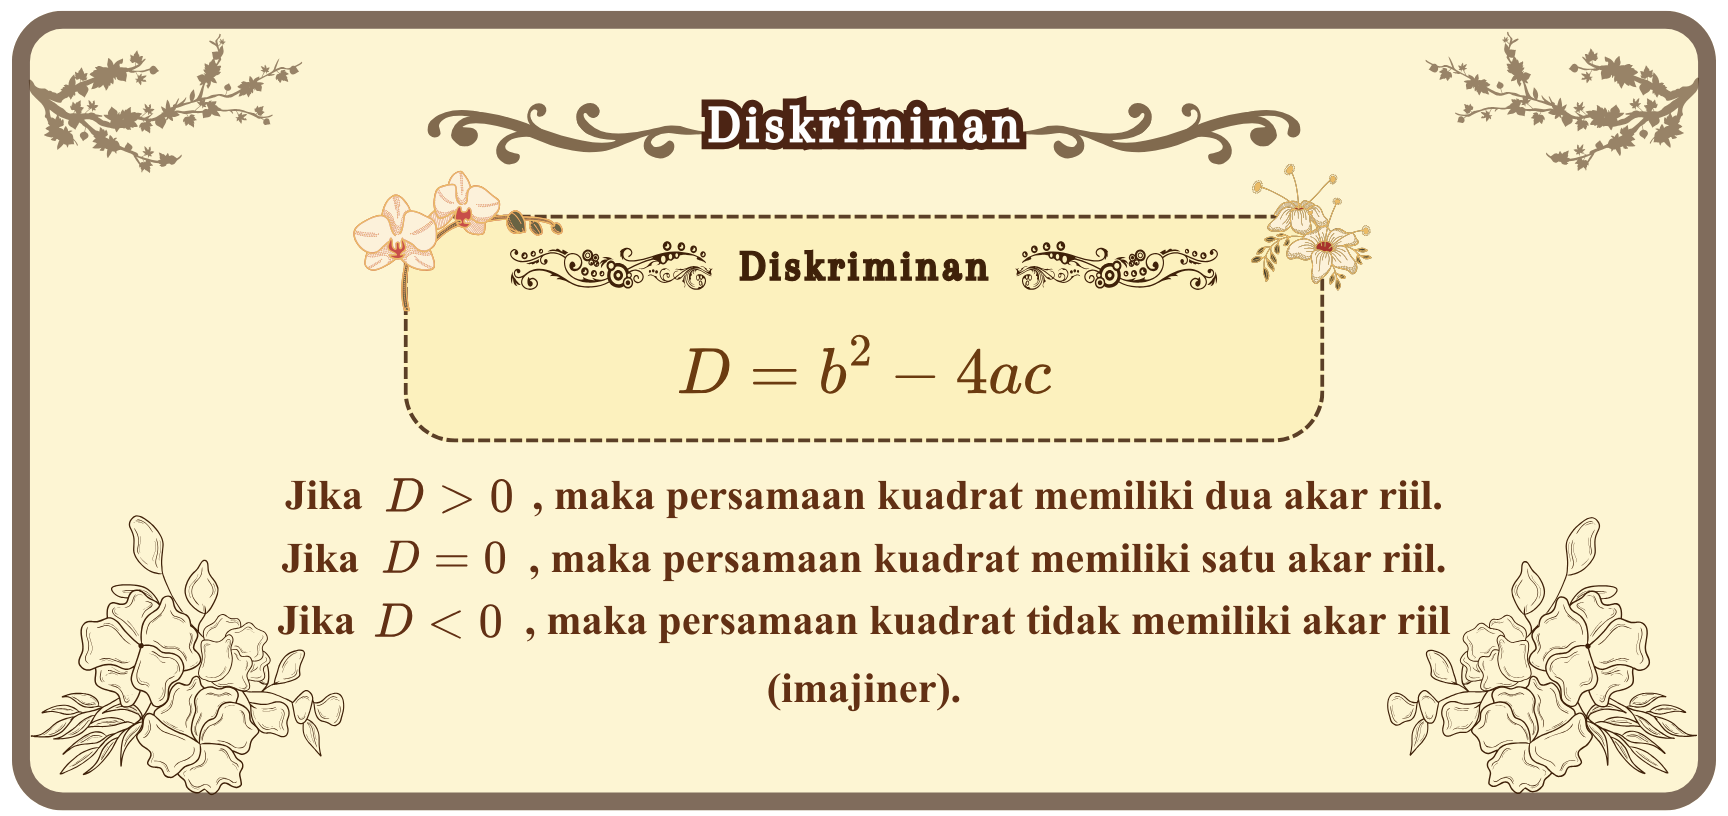 Diskriminan
Diskriminan
D = b² − 4ac
Jika D > 0 , maka persamaan kuadrat memiliki dua akar riil.
Jika D = 0 , maka persamaan kuadrat memiliki satu akar riil.
Jika D < 0 , maka persamaan kuadrat tidak memiliki akar riil
(imajiner).